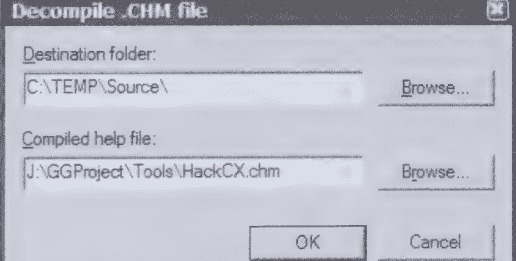 Decompile .CHM file
Destination folder:
C:\TEMP\Source\
Browse...
Compiled help file:
J:\GGProject\Tools\HackCX.chm
Browse...
OK
Cancel